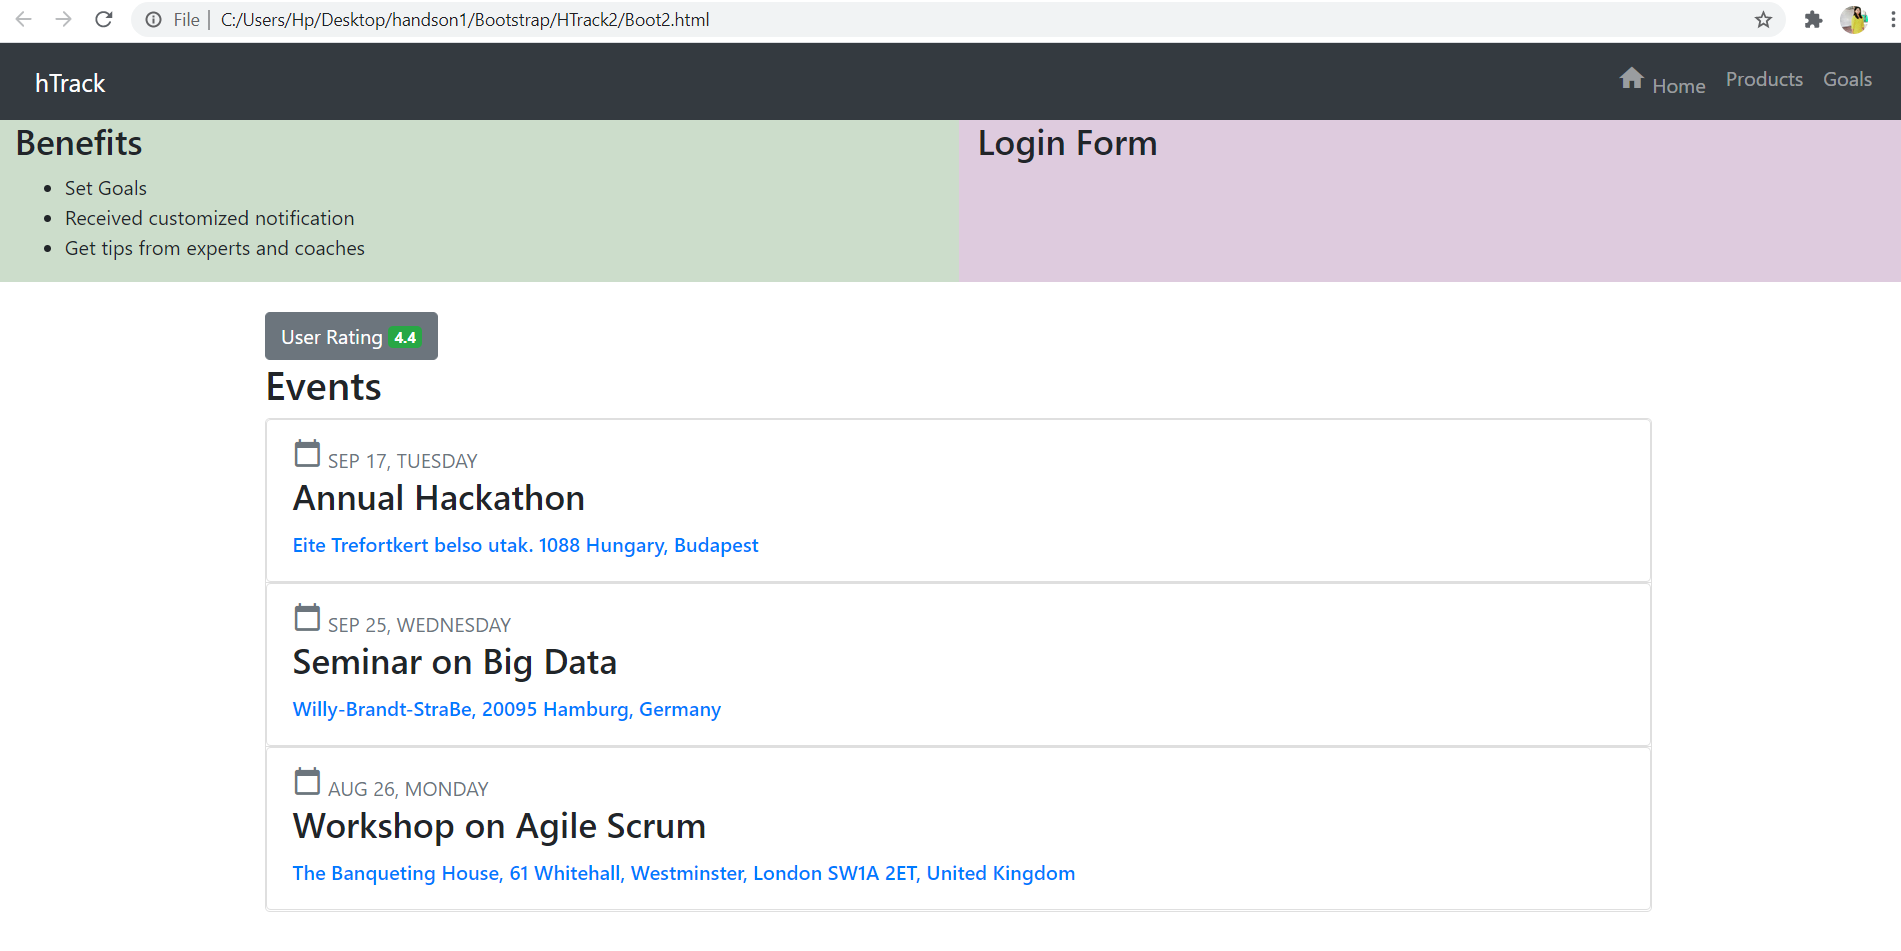 File | C:/Users/Hp/Desktop/handson1/Bootstrap/HTrack2/Boot2.html
hTrack
Home Products Goals
Benefits
• Set Goals
• Received customized notification
• Get tips from experts and coaches
Login Form
User Rating 4.4
Events
SEP 17, TUESDAY
Annual Hackathon
Eite Trefortkert belso utak. 1088 Hungary, Budapest
SEP 25, WEDNESDAY
Seminar on Big Data
Willy-Brandt-StraBe, 20095 Hamburg, Germany
AUG 26, MONDAY
Workshop on Agile Scrum
The Banqueting House, 61 Whitehall, Westminster, London SW1A 2ET, United Kingdom